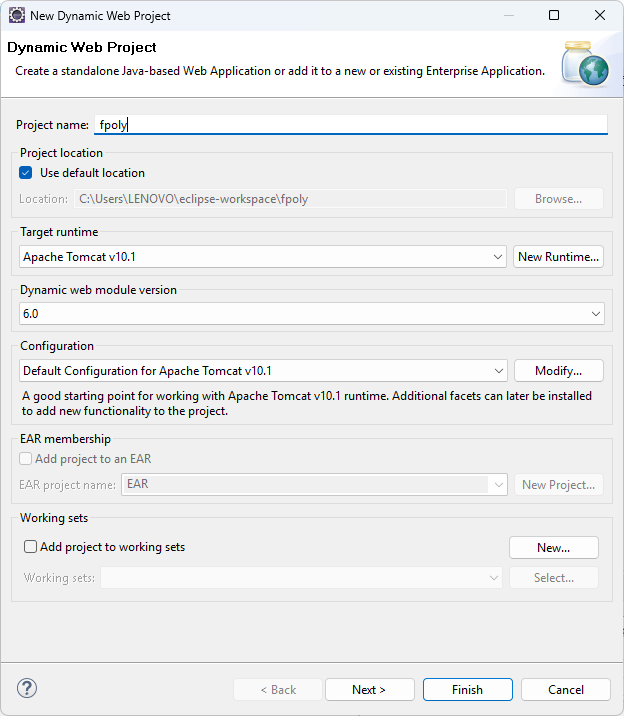 New Dynamic Web Project
Dynamic Web Project
Create a standalone Java-based Web Application or add it to a new or existing Enterprise Application.
Project name: fpoly
Project location
Use default location
Location: C:\Users\LENOVO\eclipse-workspace\fpoly Browse...
Target runtime
Apache Tomcat v10.1 New Runtime...
Dynamic web module version
6.0
Configuration
Default Configuration for Apache Tomcat v10.1 Modify...
A good starting point for working with Apache Tomcat v10.1 runtime. Additional facets can later be installed
to add new functionality to the project.
EAR membership
Add project to an EAR
EAR project name: EAR New Project...
Working sets
Add project to working sets New...
Working sets: Select...
? < Back Next > Finish Cancel